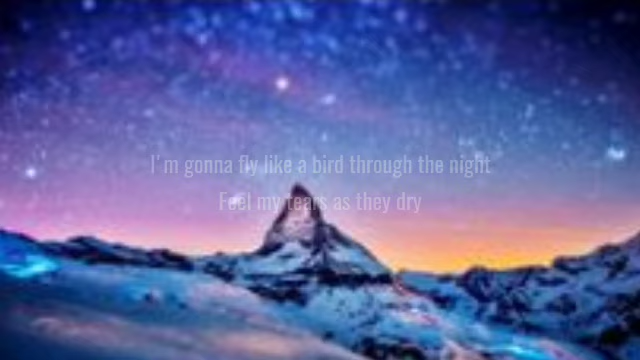 I'm gonna fly like a bird through the night
Feel my tears as they dry